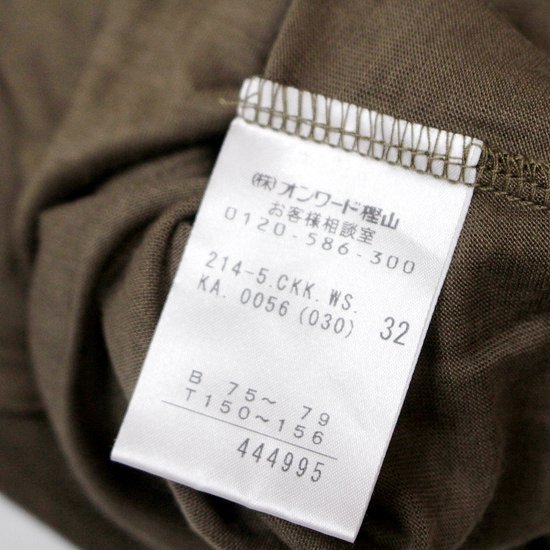 (株)オンワード樫山
お客様相談室
0120-586-300
214-5.CKK.WS.
KA.0056(030) 32
B 75～ 79
T150～156
444995